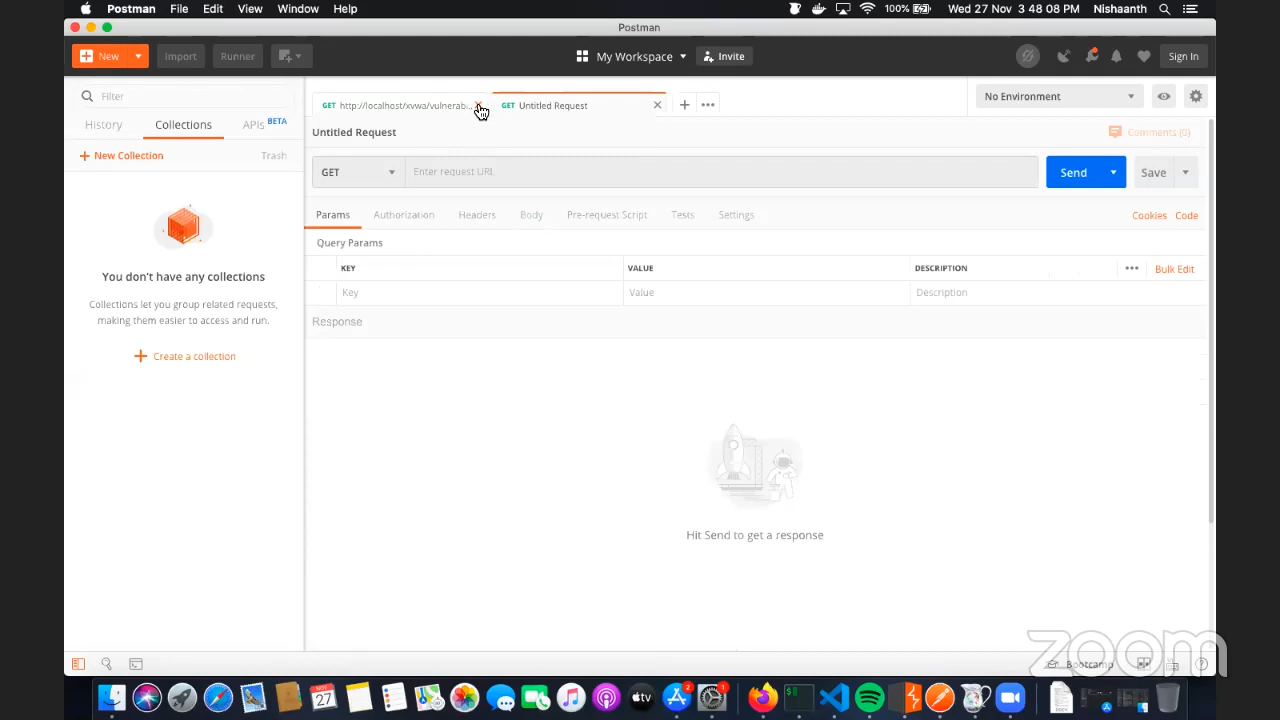 Postman File Edit View Window Help 100% Wed 27 Nov 3 48 08 PM Nishaanth
Postman
New Import Runner My Workspace Invite Sign In
Filter
GET http://localhost/xvwa/vulnerab... GET Untitled Request No Environment
History Collections APIs BETA
Untitled Request Comments (0)
New Collection Trash
GET Enter request URL Send Save
Params Authorization Headers Body Pre-request Script Tests Settings Cookies Code
Query Params
KEY VALUE DESCRIPTION Bulk Edit
Key Value Description
You don't have any collections
Collections let you group related requests,
making them easier to access and run.
Create a collection
Response
Hit Send to get a response
Bootcamp
zoom
NOV
27
tv
2
1